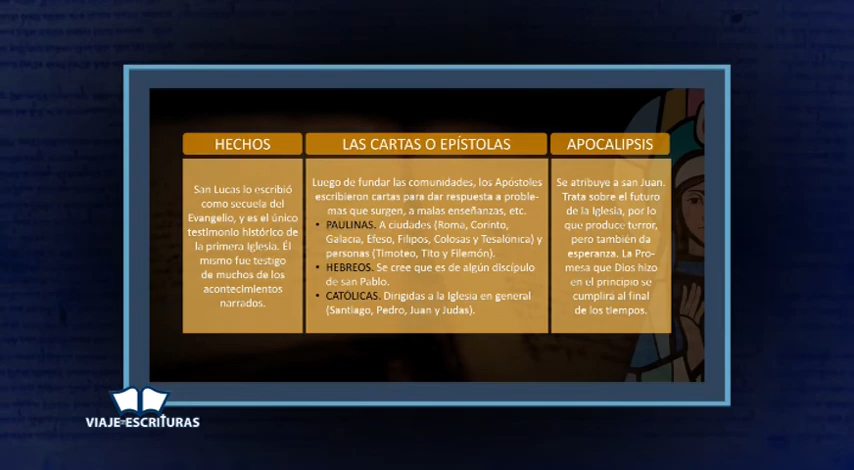 HECHOS
San Lucas lo escribió
como secuela del
Evangelio, y es el único
testimonio histórico de
la primera Iglesia. Él
mismo fue testigo
de muchos de los
acontecimientos
narrados.
LAS CARTAS O EPÍSTOLAS
Luego de fundar las comunidades, los Apóstoles
escribieron cartas para dar respuesta a proble-
mas que surgen, a malas enseñanzas, etc.
• PAULINAS. A ciudades (Roma, Corinto,
Galacia, Éfeso, Filipos, Colosas y Tesalónica) y
personas (Timoteo, Tito y Filemón).
• HEBREOS. Se cree que es de algún discípulo
de san Pablo.
• CATÓLICAS. Dirigidas a la Iglesia en general
(Santiago, Pedro, Juan y Judas).
APOCALIPSIS
Se atribuye a san Juan.
Trata sobre el futuro
de la Iglesia, por lo
que produce terror,
pero también da
esperanza. La Pro-
mesa que Dios hizo
en el principio se
cumplirá al final
de los tiempos.
VIAJE ESCRITURAS